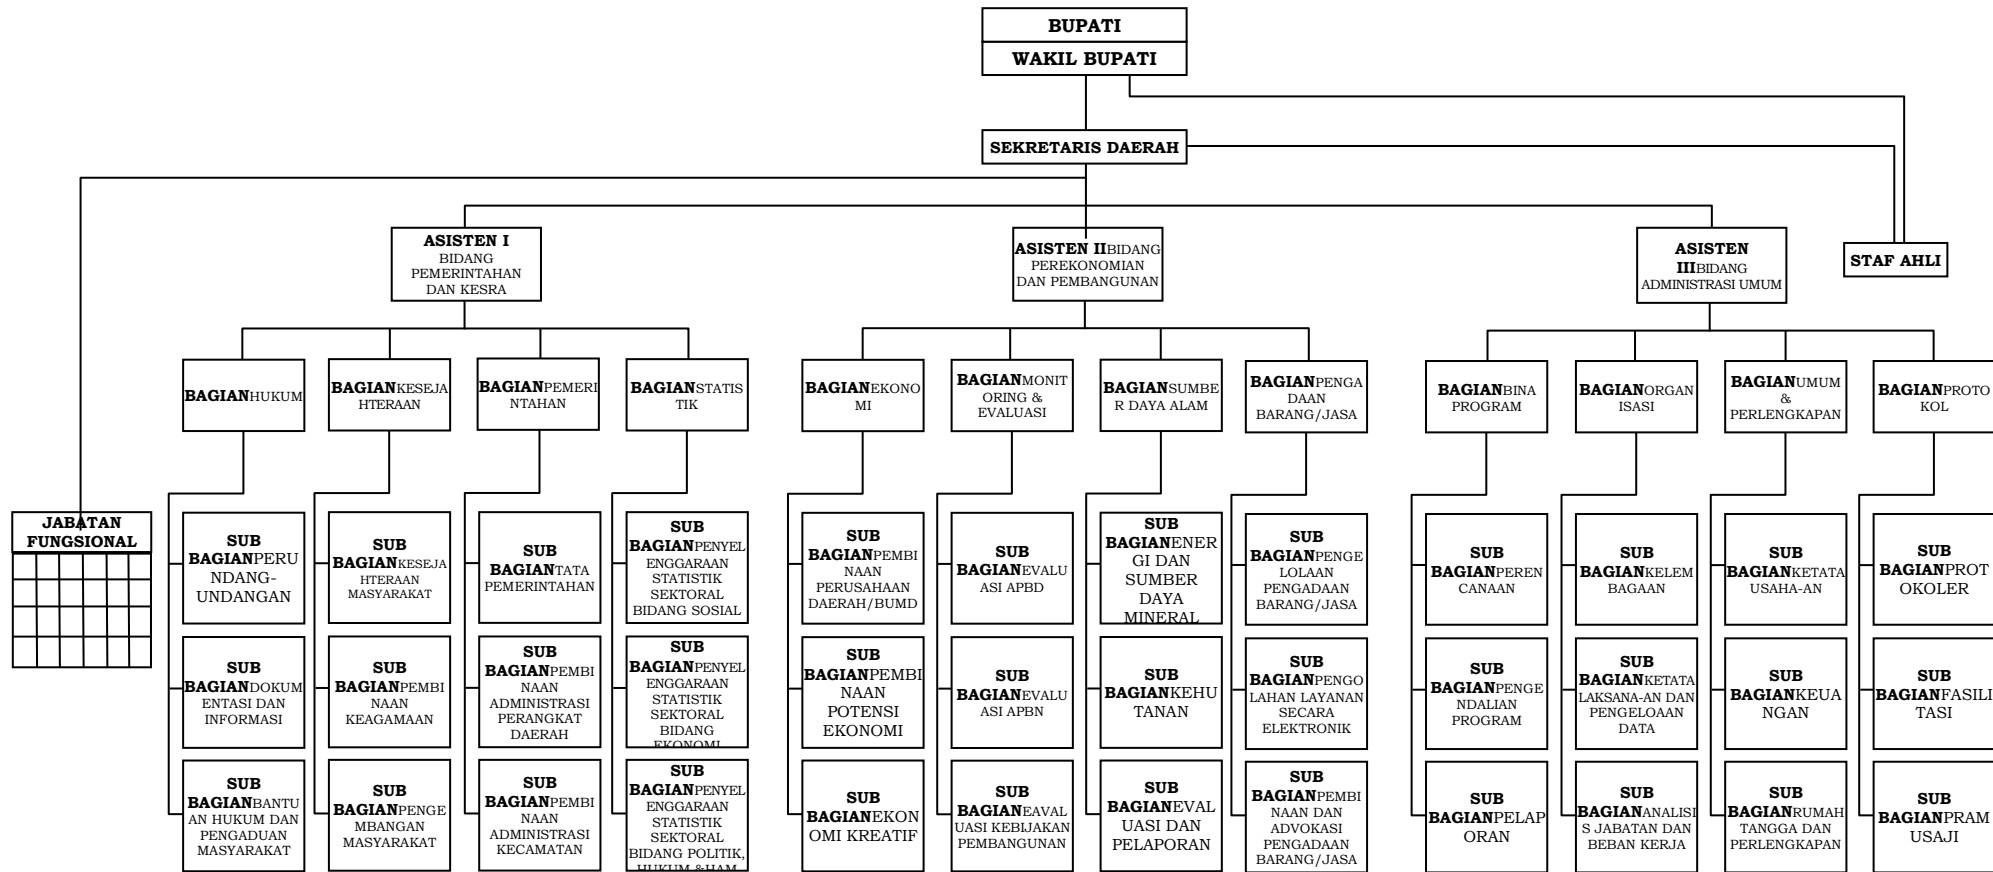 BUPATI
WAKIL BUPATI
SEKRETARIS DAERAH
ASISTEN I
BIDANG
PEMERINTAHAN
DAN KESRA
ASISTEN IIBIDANG
PEREKONOMIAN
DAN PEMBANGUNAN
ASISTEN
IIIBIDANG
ADMINISTRASI UMUM
STAF AHLI
BAGIANHUKUM
BAGIANKESEJA
HTERAAN
BAGIANPEMERI
NTAHAN
BAGIANSTATIS
TIK
BAGIANEKONO
MI
BAGIANMONIT
ORING &
EVALUASI
BAGIANSUMBE
R DAYA ALAM
BAGIANPENGA
DAAN
BARANG/JASA
BAGIANBINA
PROGRAM
BAGIANORGAN
ISASI
BAGIANUMUM
&
PERLENGKAPAN
BAGIANPROTO
KOL
JABATAN
FUNGSIONAL
SUB
BAGIANPERU
NDANG-
UNDANGAN
SUB
BAGIANKESEJA
HTERAAN
MASYARAKAT
SUB
BAGIANTATA
PEMERINTAHAN
SUB
BAGIANPENYEL
ENGGARAAN
STATISTIK
SEKTORAL
BIDANG SOSIAL
SUB
BAGIANPEMBI
NAAN
PERUSAHAAN
DAERAH/BUMD
SUB
BAGIANEVALU
ASI APBD
SUB
BAGIANENER
GI DAN
SUMBER
DAYA
MINERAL
SUB
BAGIANPENGE
LOLAAN
PENGADAAN
BARANG/JASA
SUB
BAGIANPEREN
CANAAN
SUB
BAGIANKELEM
BAGAAN
SUB
BAGIANKETATA
USAHA-AN
SUB
BAGIANPROT
OKOLER
SUB
BAGIANDOKUM
ENTASI DAN
INFORMASI
SUB
BAGIANPEMBI
NAAN
KEAGAMAAN
SUB
BAGIANPEMBI
NAAN
ADMINISTRASI
PERANGKAT
DAERAH
SUB
BAGIANPENYEL
ENGGARAAN
STATISTIK
SEKTORAL
BIDANG
EKONOMI
SUB
BAGIANPEMBI
NAAN
POTENSI
EKONOMI
SUB
BAGIANEVALU
ASI APBN
SUB
BAGIANKEHU
TANAN
SUB
BAGIANPENGO
LAHAN LAYANAN
SECARA
ELEKTRONIK
SUB
BAGIANPENGE
NDALIAN
PROGRAM
SUB
BAGIANKETATA
LAKSANA-AN DAN
PENGELOAAN
DATA
SUB
BAGIANKEUA
NGAN
SUB
BAGIANFASILI
TASI
SUB
BAGIANBANTU
AN HUKUM DAN
PENGADUAN
MASYARAKAT
SUB
BAGIANPENGE
MBANGAN
MASYARAKAT
SUB
BAGIANPEMBI
NAAN
ADMINISTRASI
KECAMATAN
SUB
BAGIANPENYEL
ENGGARAAN
STATISTIK
SEKTORAL
BIDANG POLITIK,
HUKUM &HAM
SUB
BAGIANEKON
OMI KREATIF
SUB
BAGIANEAVAL
UASI KEBIJAKAN
PEMBANGUNAN
SUB
BAGIANEVAL
UASI DAN
PELAPORAN
SUB
BAGIANPEMBI
NAAN DAN
ADVOKASI
PENGADAAN
BARANG/JASA
SUB
BAGIANPELAP
ORAN
SUB
BAGIANANALISI
S JABATAN DAN
BEBAN KERJA
SUB
BAGIANRUMAH
TANGGA DAN
PERLENGKAPAN
SUB
BAGIANPRAM
USAJI